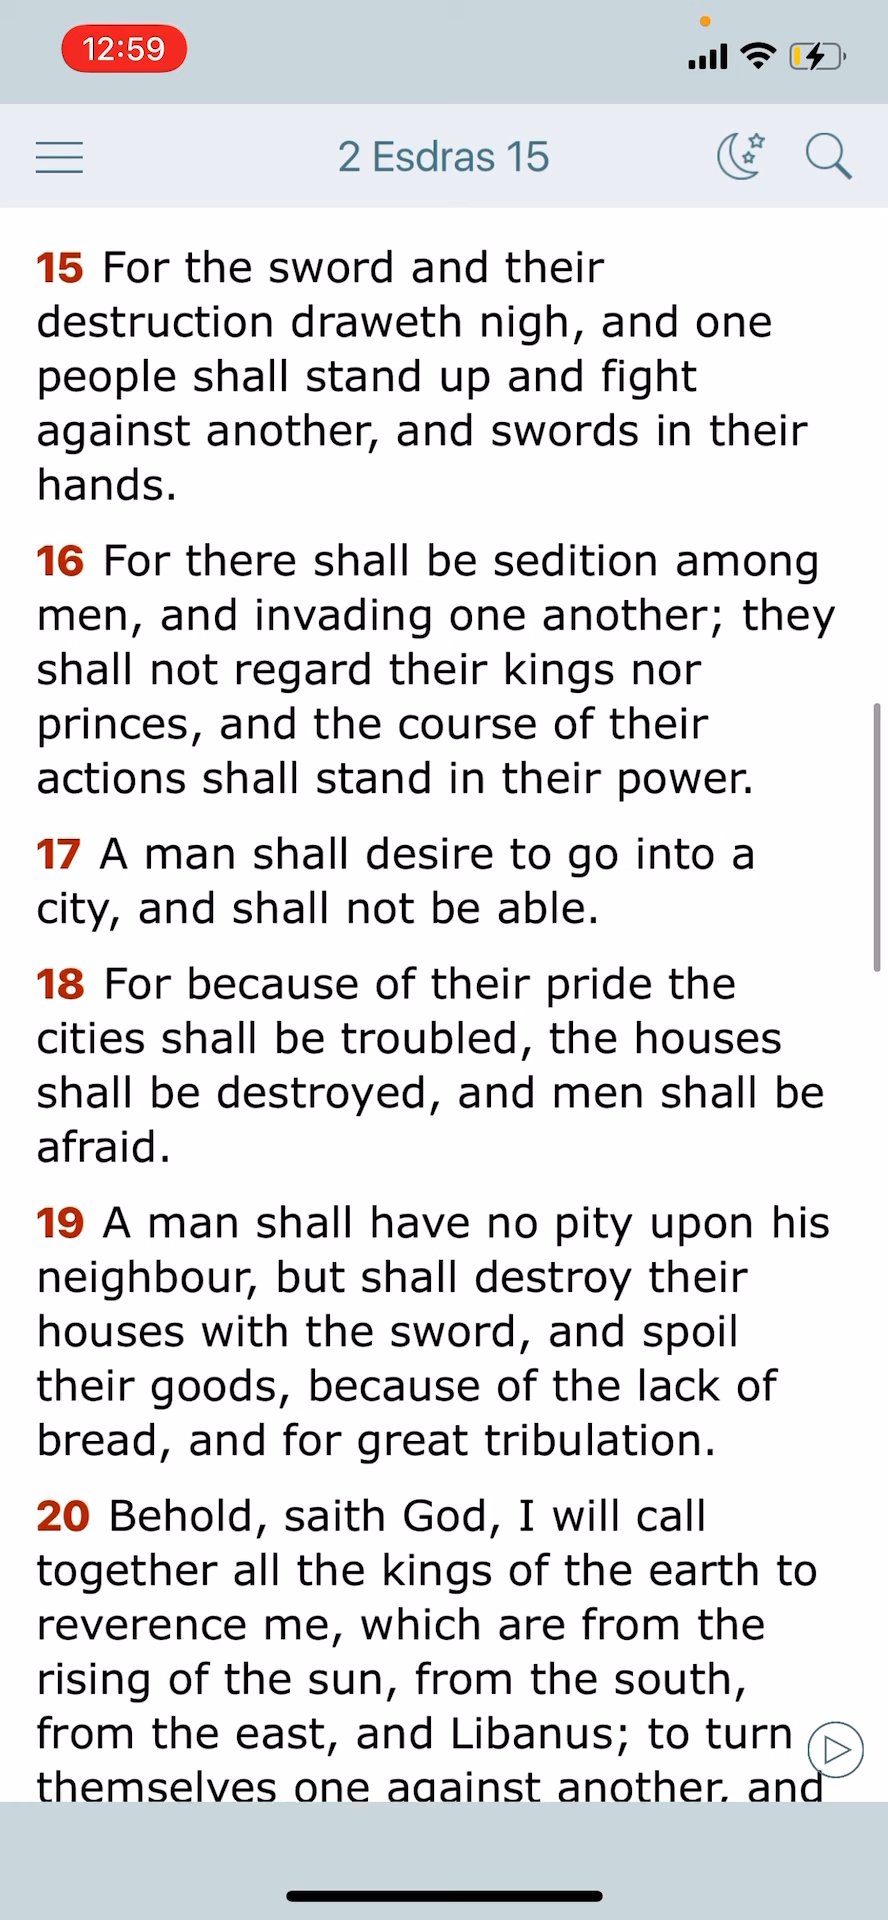 12:59
2 Esdras 15
15 For the sword and their
destruction draweth nigh, and one
people shall stand up and fight
against another, and swords in their
hands.
16 For there shall be sedition among
men, and invading one another; they
shall not regard their kings nor
princes, and the course of their
actions shall stand in their power.
17 A man shall desire to go into a
city, and shall not be able.
18 For because of their pride the
cities shall be troubled, the houses
shall be destroyed, and men shall be
afraid.
19 A man shall have no pity upon his
neighbour, but shall destroy their
houses with the sword, and spoil
their goods, because of the lack of
bread, and for great tribulation.
20 Behold, saith God, I will call
together all the kings of the earth to
reverence me, which are from the
rising of the sun, from the south,
from the east, and Libanus; to turn
themselves one against another, and